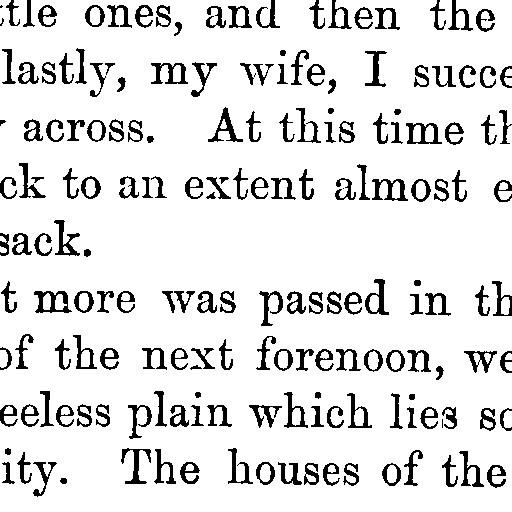 ttle ones, and then the
lastly, my wife, I succe
across. At this time th
ck to an extent almost e
sack.
t more was passed in th
of the next forenoon, we
eeless plain which lies so
ity. The houses of the